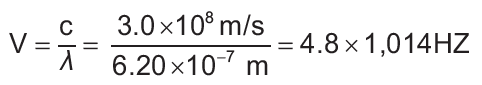 V = c/λ = 3.0×10⁸ m/s / 6.20×10⁻⁷ m = 4.8×1,014HZ